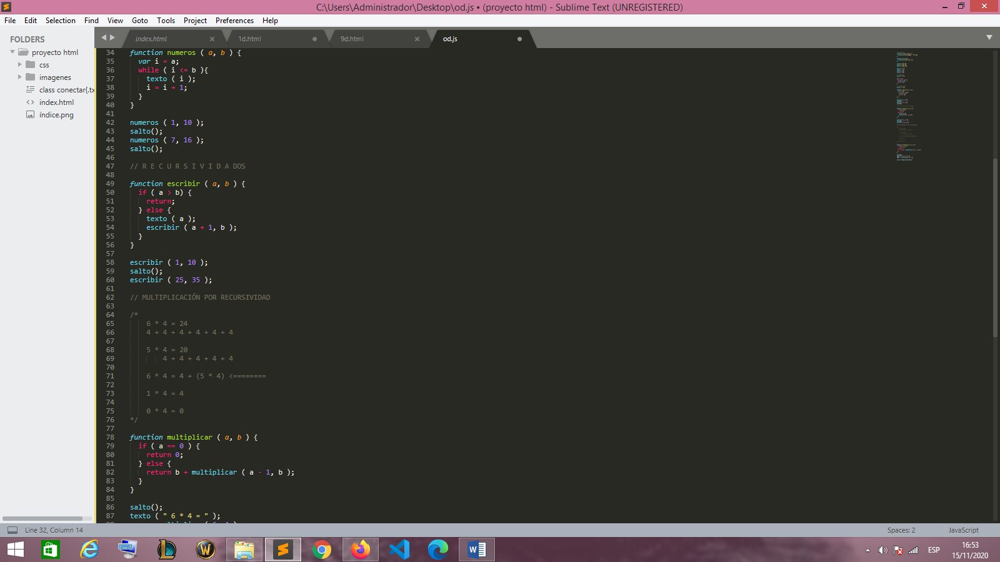 C:\Users\Administrador\Desktop\od.js • (proyecto html) - Sublime Text (UNREGISTERED)
File Edit Selection Find View Goto Tools Project Preferences Help
FOLDERS
proyecto html
css
imagenes
class conectar{.tx
index.html
índice.png
index.html 1d.html 9d.html od.js
34 function numeros ( a, b ) {
35 var i = a;
36 while ( i <= b ){
37 texto ( i );
38 i = i + 1;
39 }
40 }
41
42 numeros ( 1, 10 );
43 salto();
44 numeros ( 7, 16 );
45 salto();
46
47 // R E C U R S I V I D A DOS
48
49 function escribir ( a, b ) {
50 if ( a > b) {
51 return;
52 } else {
53 texto ( a );
54 escribir ( a + 1, b );
55 }
56 }
57
58 escribir ( 1, 10 );
59 salto();
60 escribir ( 25, 35 );
61
62 // MULTIPLICACIÓN POR RECURSIVIDAD
63
64 /*
65 6 * 4 = 24
66 4 + 4 + 4 + 4 + 4 + 4
67
68 5 * 4 = 20
69 4 + 4 + 4 + 4 + 4
70
71 6 * 4 = 4 + (5 * 4) <========
72
73 1 * 4 = 4
74
75 0 * 4 = 0
76 */
77
78 function multiplicar ( a, b ) {
79 if ( a == 0 ) {
80 return 0;
81 } else {
82 return b + multiplicar ( a - 1, b );
83 }
84 }
85
86 salto();
87 texto ( " 6 * 4 = " );
Line 32, Column 14
Spaces: 2
JavaScript
ESP
16:53
15/11/2020